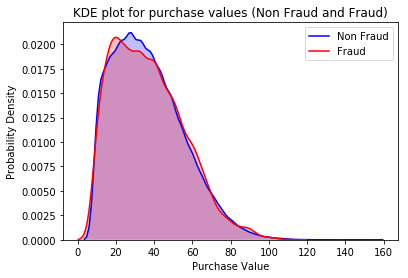 KDE plot for purchase values (Non Fraud and Fraud)
Non Fraud
Fraud
0.0200
0.0175
0.0150
0.0125
0.0100
0.0075
0.0050
0.0025
0.0000
Probability Density
0 20 40 60 80 100 120 140 160
Purchase Value